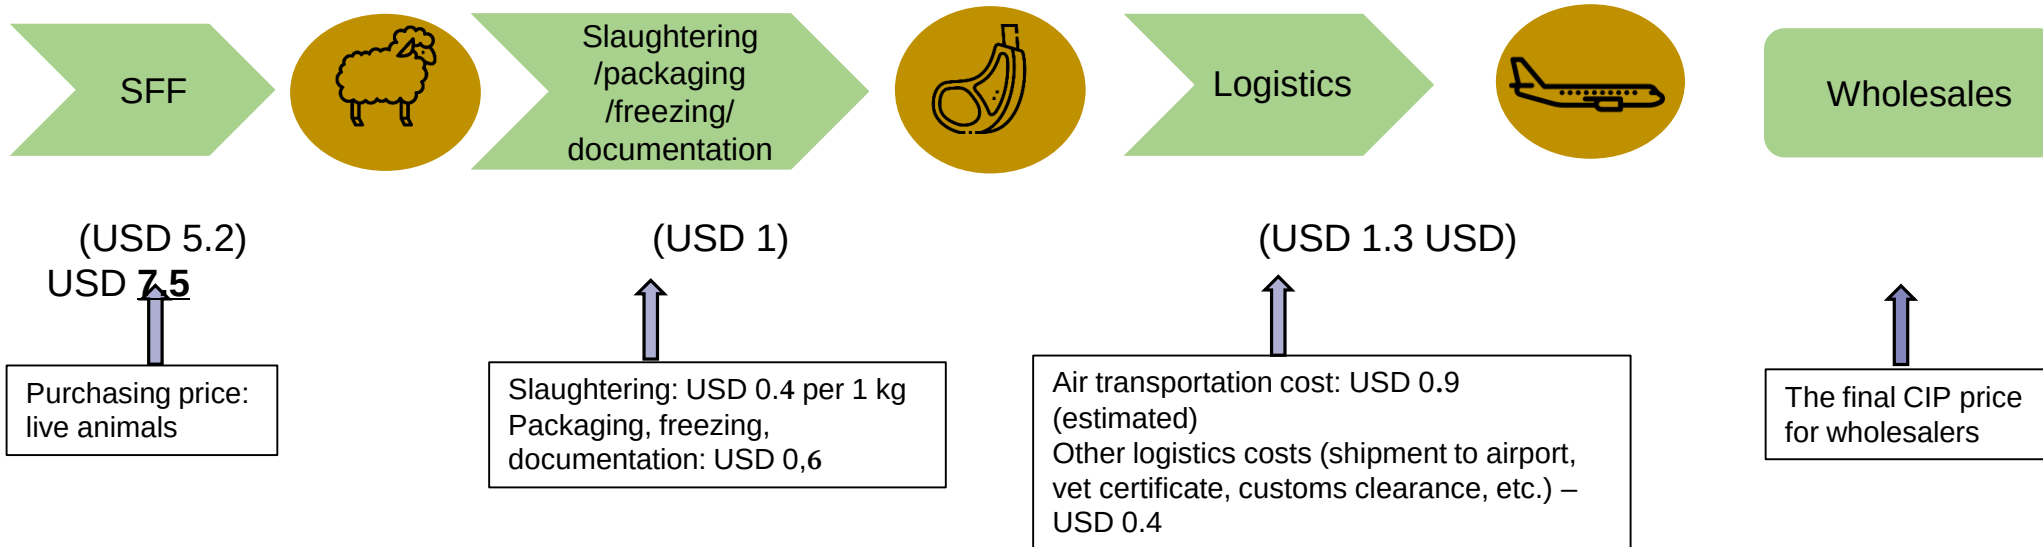 SFF
Slaughtering
/packaging
/freezing/
documentation
Logistics
Wholesales
(USD 5.2)
(USD 1)
(USD 1.3 USD)
USD 7.5
Purchasing price:
live animals
Slaughtering: USD 0.4 per 1 kg
Packaging, freezing,
documentation: USD 0,6
Air transportation cost: USD 0.9
(estimated)
Other logistics costs (shipment to airport,
vet certificate, customs clearance, etc.) –
USD 0.4
The final CIP price
for wholesalers